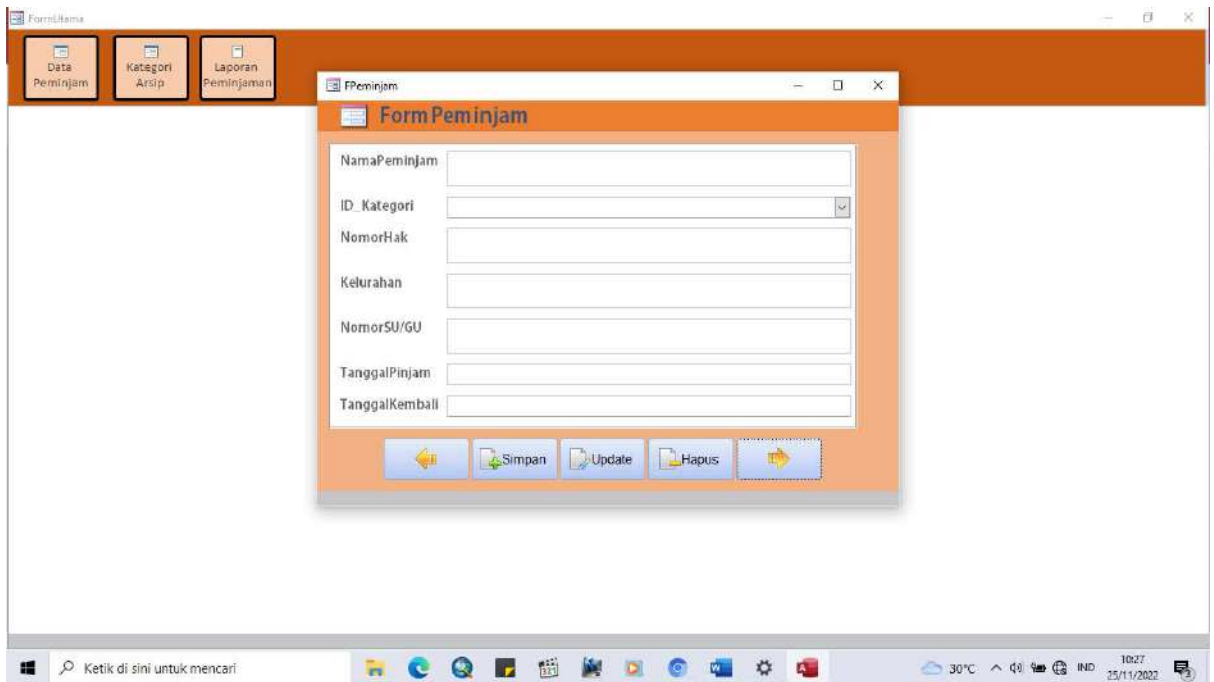 FormUtama
Data
Peminjam
Kategori
Arsip
Laporan
Peminjaman
FPeminjam
Form Peminjam
NamaPeminjam
ID_Kategori
NomorHak
Kelurahan
NomorSU/GU
TanggalPinjam
TanggalKembali
Simpan
Update
Hapus
Ketik di sini untuk mencari
30°C
IND
10:27
25/11/2022